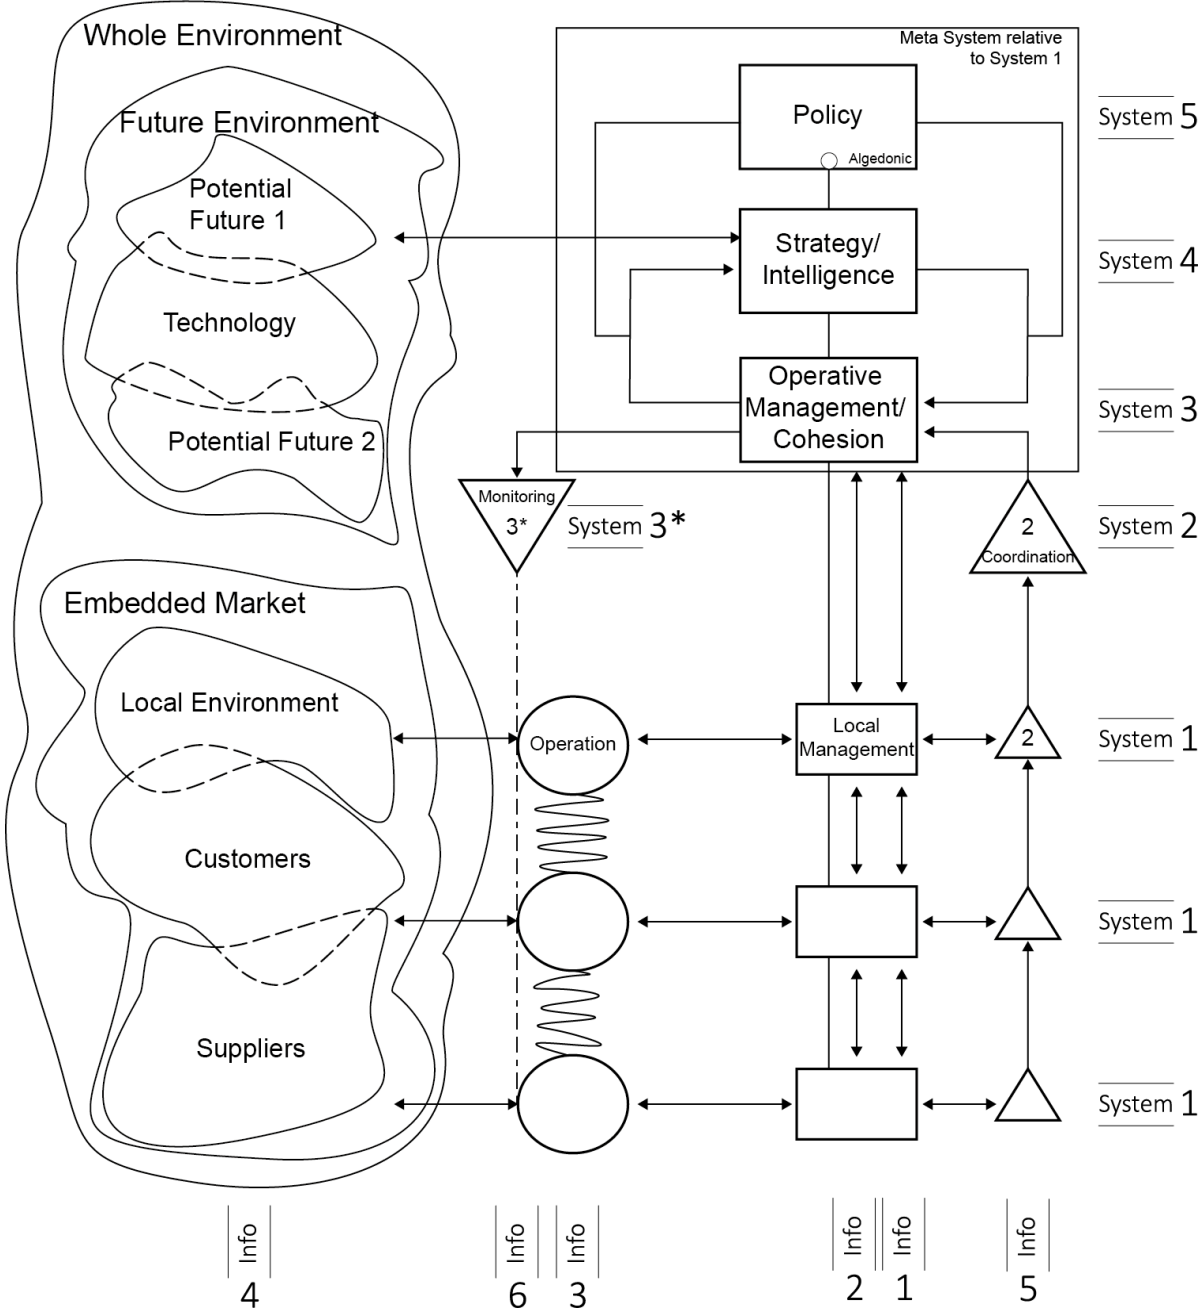 Whole Environment
Meta System relative
to System 1
Future Environment
Policy
Algedonic
System 5
Potential
Future 1
Strategy/
Intelligence
System 4
Technology
Operative
Management/
Cohesion
System 3
Potential Future 2
Monitoring
3*
System 3*
2
Coordination
System 2
Embedded Market
Local Environment
Operation
Local
Management
2
System 1
Customers
System 1
Suppliers
System 1
Info
4
Info
6
Info
3
Info
2
Info
1
Info
5